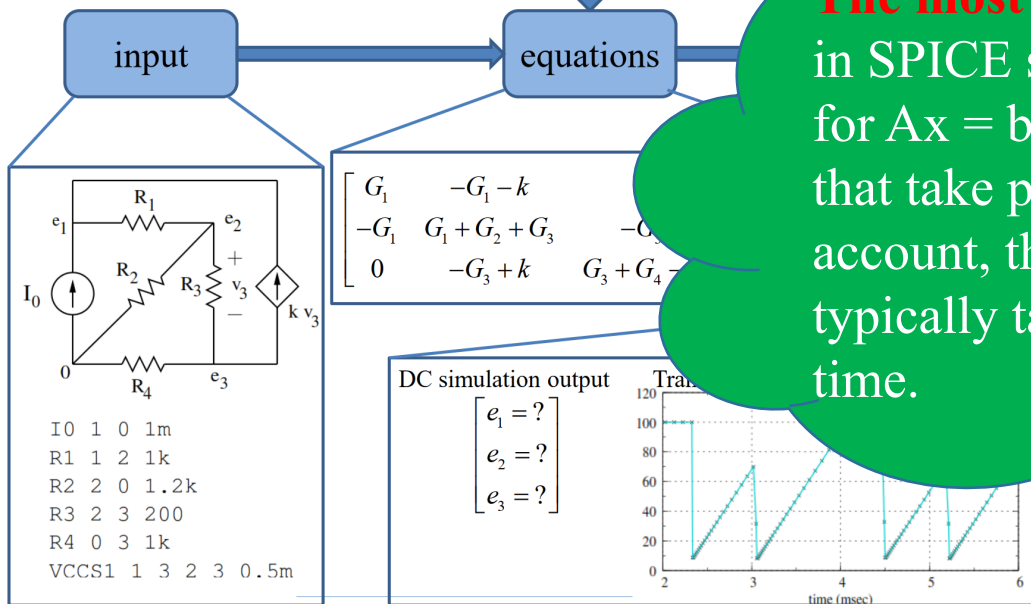 input
equations
The most
in SPICE s
for Ax = b
that take p
account, th
typically ta
time.
R₁
e₁
e₂
R₂
R₃
+
v₃
−
I₀
k v₃
0
R₄
e₃
I0 1 0 1m
R1 1 2 1k
R2 2 0 1.2k
R3 2 3 200
R4 0 3 1k
VCCS1 1 3 2 3 0.5m
G₁ −G₁ − k
−G₁ G₁ + G₂ + G₃ −G
0 −G₃ + k G₃ + G₄ −
DC simulation output
e₁ = ?
e₂ = ?
e₃ = ?
Tran
120
100
80
60
40
20
0
2 3 4 5 6
time (msec)